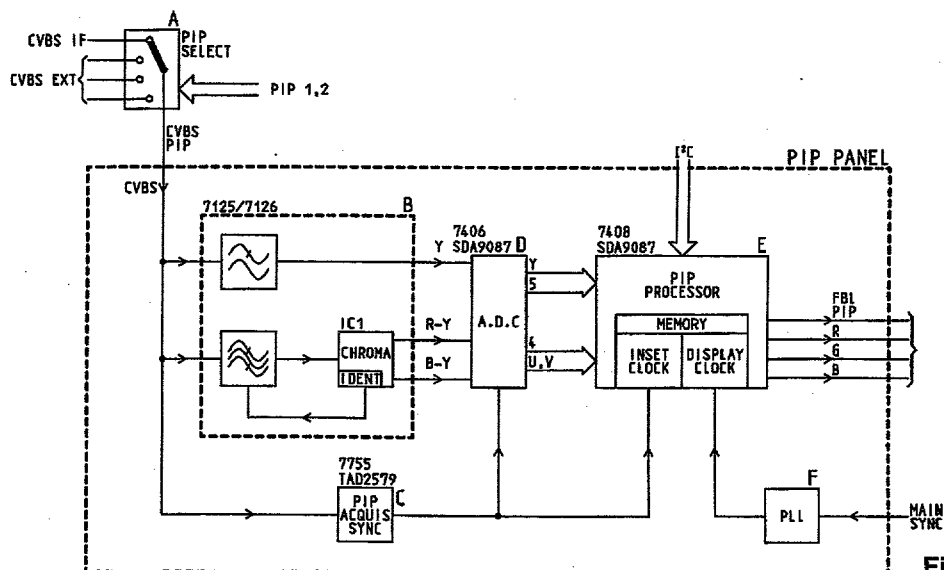 A
CVBS IF
PIP
SELECT
CVBS EXT
PIP 1,2
CVBS
PIP
I²C
PIP PANEL
CVBS
7125/7126
B
7406
SDA9087
D
7408
SDA9087
E
Y
Y
5
PIP
PROCESSOR
A.D.C
FBL
PIP
R
G
B
MEMORY
INSET
CLOCK
DISPLAY
CLOCK
IC1
CHROMA
IDENT
R-Y
B-Y
4
U,V
7755
TAD2579
C
PIP
ACQUIS
SYNC
F
PLL
MAIN
SYNC